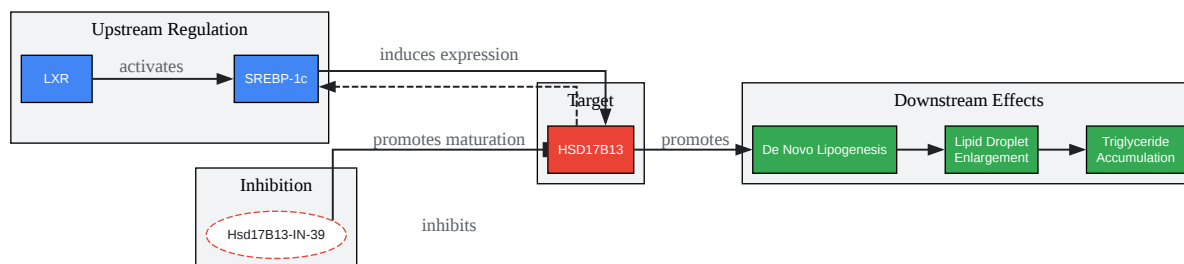 Upstream Regulation
LXR
activates
SREBP-1c
induces expression
Target
HSD17B13
promotes maturation
promotes
Downstream Effects
De Novo Lipogenesis
Lipid Droplet
Enlargement
Triglyceride
Accumulation
Inhibition
Hsd17B13-IN-39
inhibits